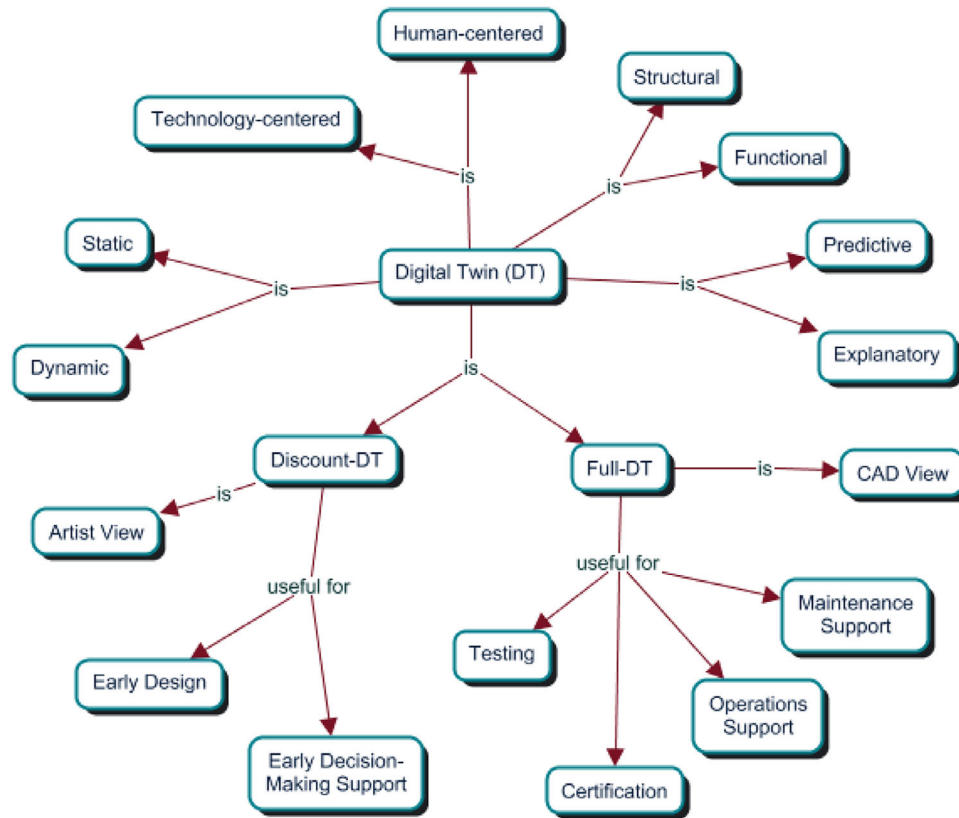 Human-centered
Structural
Technology-centered
Functional
is
is
Static
Predictive
Digital Twin (DT)
is
is
Dynamic
Explanatory
is
Discount-DT
Full-DT
is
CAD View
is
Artist View
useful for
useful for
Maintenance
Support
Testing
Early Design
Operations
Support
Early Decision-
Making Support
Certification